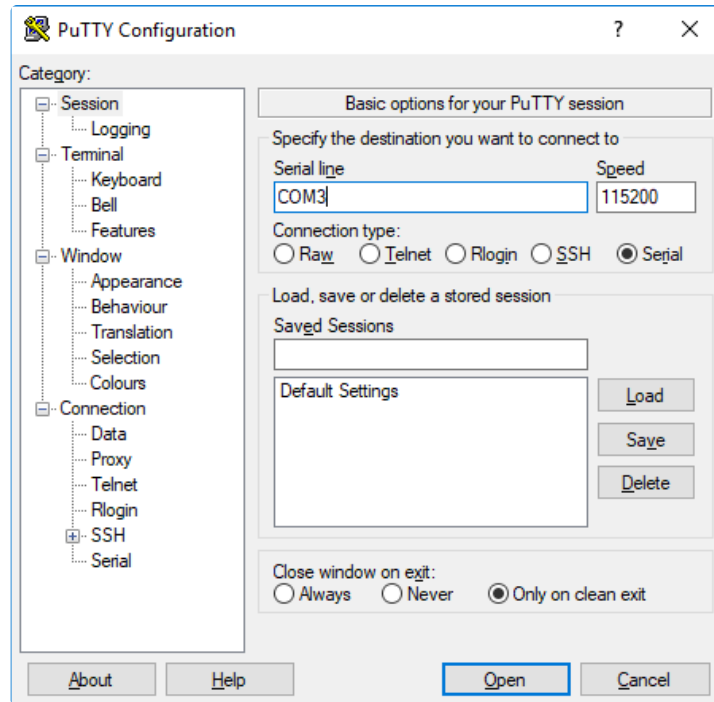 PuTTY Configuration
?
Category:
Session
Logging
Terminal
Keyboard
Bell
Features
Window
Appearance
Behaviour
Translation
Selection
Colours
Connection
Data
Proxy
Telnet
Rlogin
SSH
Serial
Basic options for your PuTTY session
Specify the destination you want to connect to
Serial line Speed
COM3 115200
Connection type:
Raw Telnet Rlogin SSH Serial
Load, save or delete a stored session
Saved Sessions
Default Settings
Load
Save
Delete
Close window on exit:
Always Never Only on clean exit
About Help Open Cancel